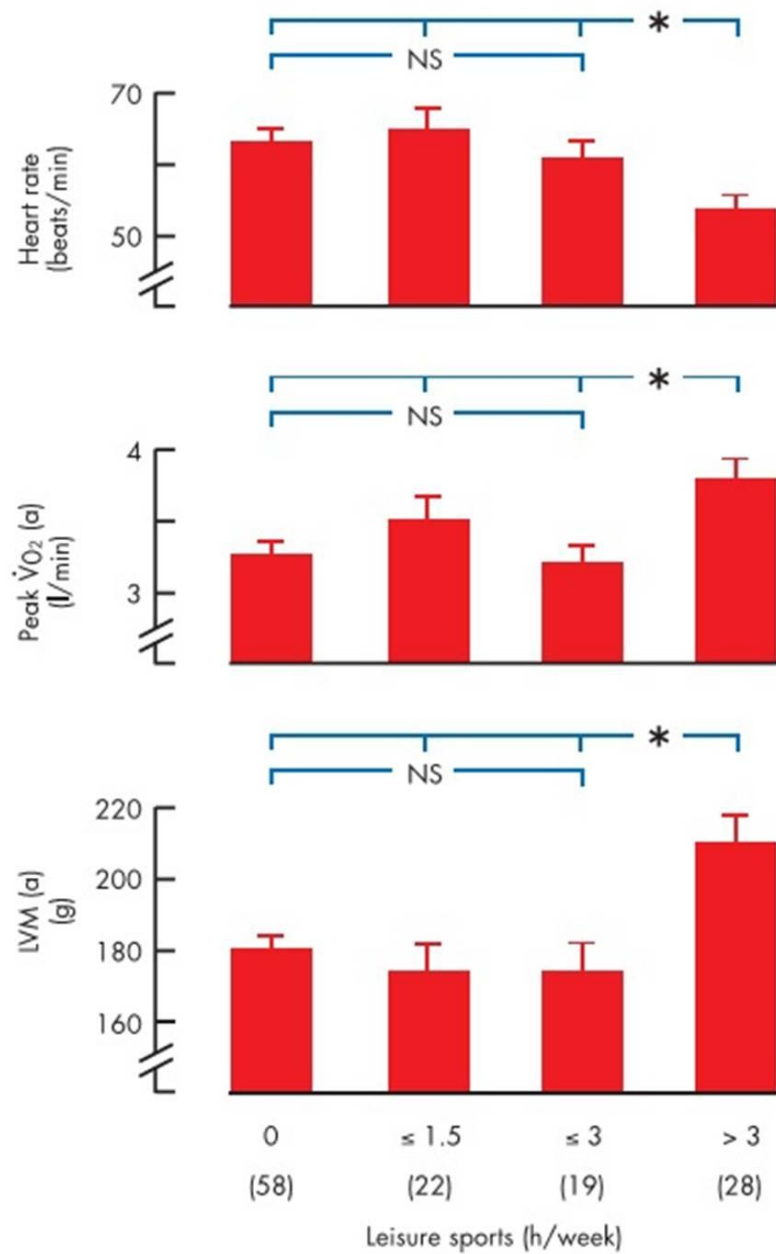 *
NS
70
50
Heart rate
(beats/min)
*
NS
4
3
Peak V̇O₂ (a)
(l/min)
*
NS
220
200
180
160
LVM (a)
(g)
0 ≤ 1.5 ≤ 3 > 3
(58) (22) (19) (28)
Leisure sports (h/week)